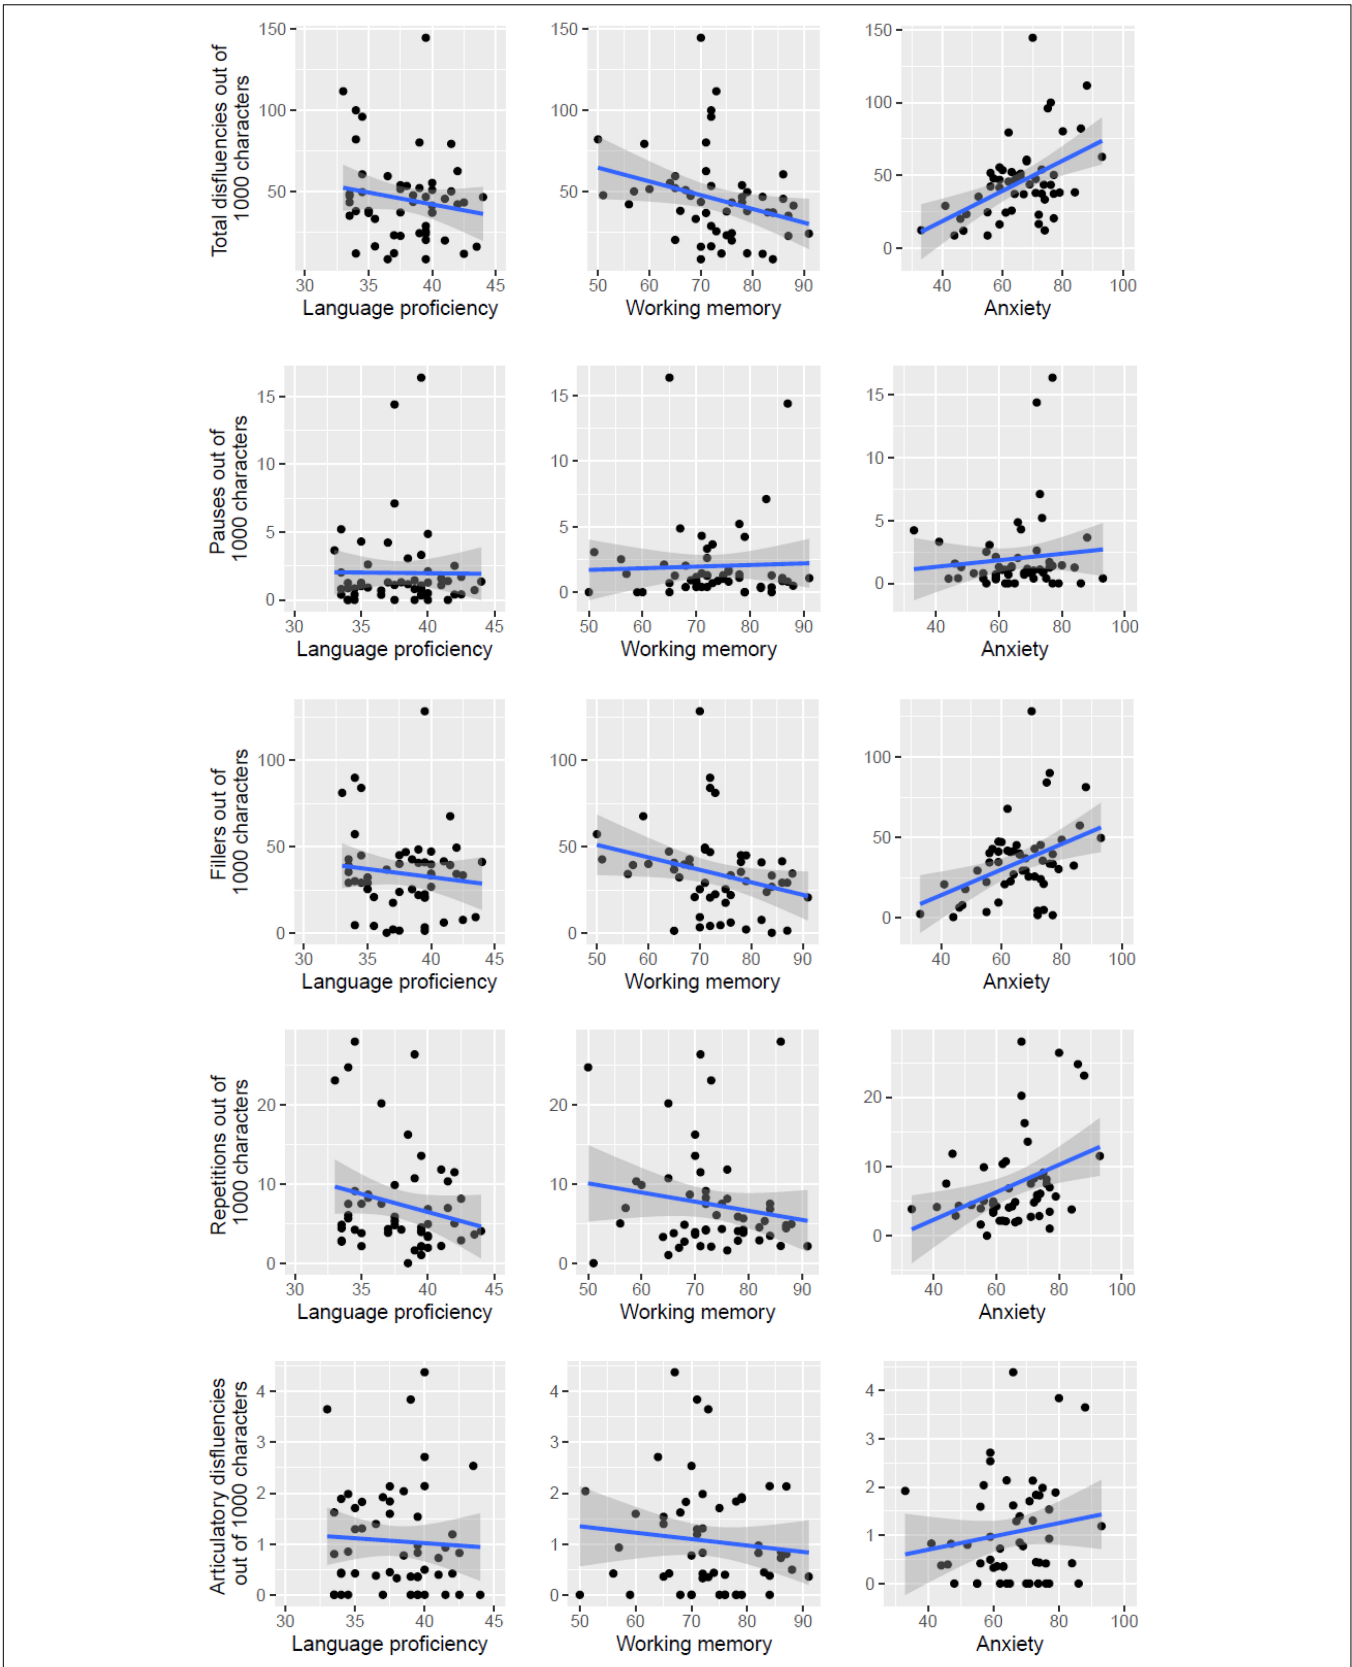 Total disfluencies out of
1000 characters
150
100
50
30 35 40 45
Language proficiency
150
100
50
50 60 70 80 90
Working memory
150
100
50
0
40 60 80 100
Anxiety
Pauses out of
1000 characters
15
10
5
0
30 35 40 45
Language proficiency
15
10
5
0
50 60 70 80 90
Working memory
15
10
5
0
40 60 80 100
Anxiety
Fillers out of
1000 characters
100
50
0
30 35 40 45
Language proficiency
100
50
0
50 60 70 80 90
Working memory
100
50
0
40 60 80 100
Anxiety
Repetitions out of
1000 characters
20
10
0
30 35 40 45
Language proficiency
20
10
0
50 60 70 80 90
Working memory
20
10
0
40 60 80 100
Anxiety
Articulatory disfluencies
out of 1000 characters
4
3
2
1
0
30 35 40 45
Language proficiency
4
3
2
1
0
50 60 70 80 90
Working memory
4
3
2
1
0
40 60 80 100
Anxiety